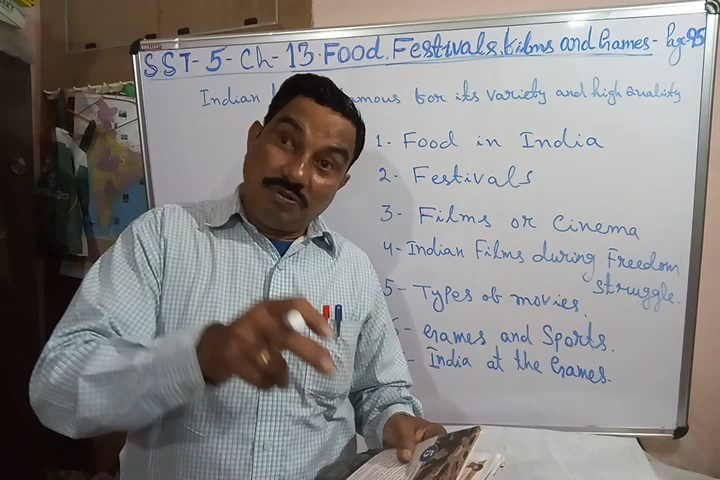 SST-5-Ch-13. Food, Festivals, Films and Games - Page 95
Indian famous for its variety and high quality
1- Food in India
2- Festivals
3- Films or Cinema
4- Indian Films during Freedom
struggle.
5- Types of movies.
Games and Sports.
India at the Games.